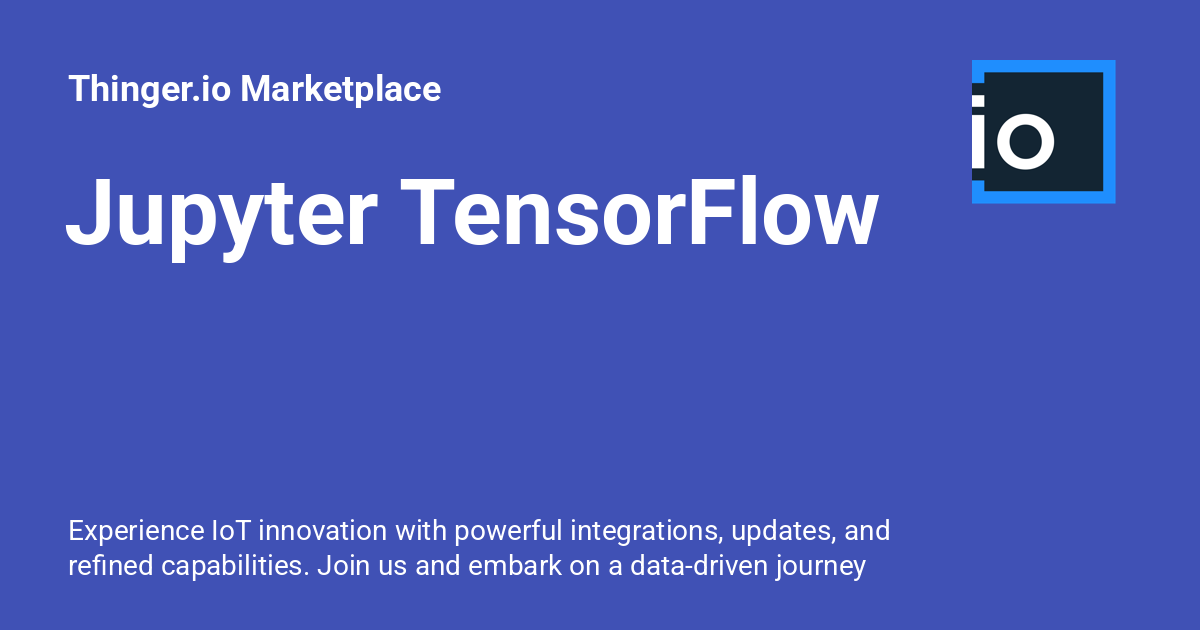 Thinger.io Marketplace
io
Jupyter TensorFlow
Experience IoT innovation with powerful integrations, updates, and
refined capabilities. Join us and embark on a data-driven journey